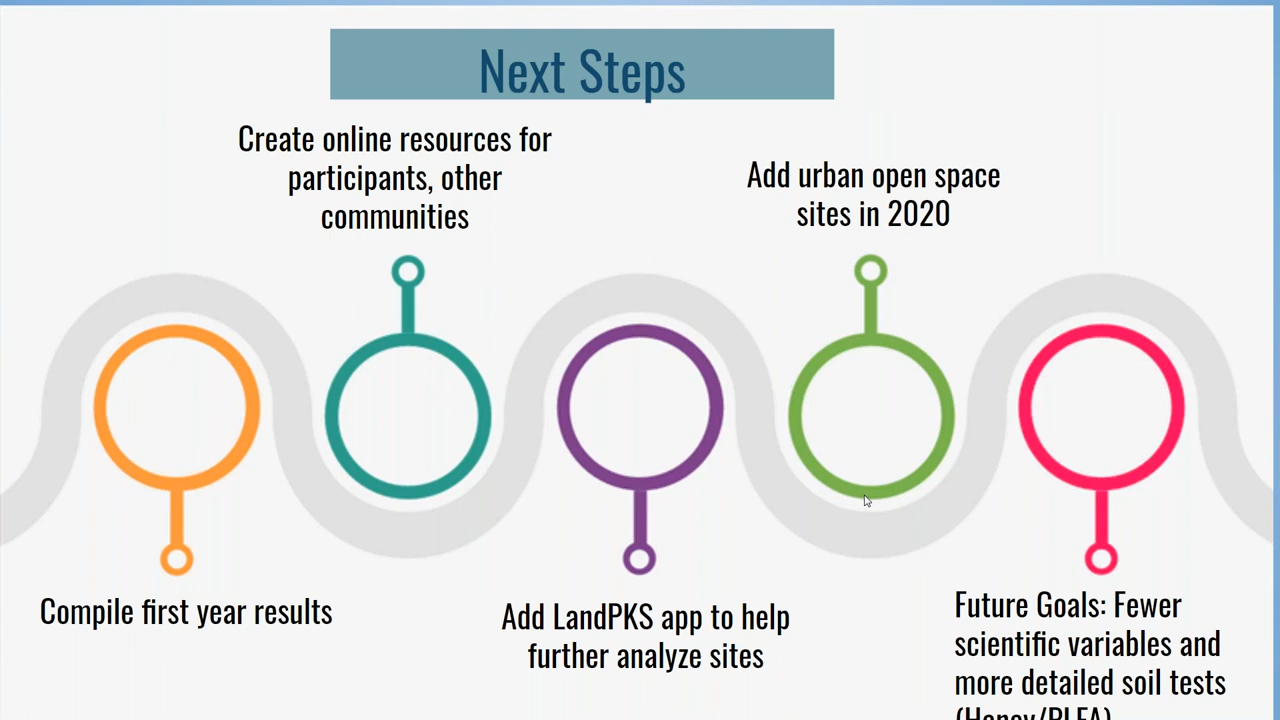 Next Steps
Create online resources for
participants, other
communities
Add urban open space
sites in 2020
Compile first year results
Add LandPKS app to help
further analyze sites
Future Goals: Fewer
scientific variables and
more detailed soil tests